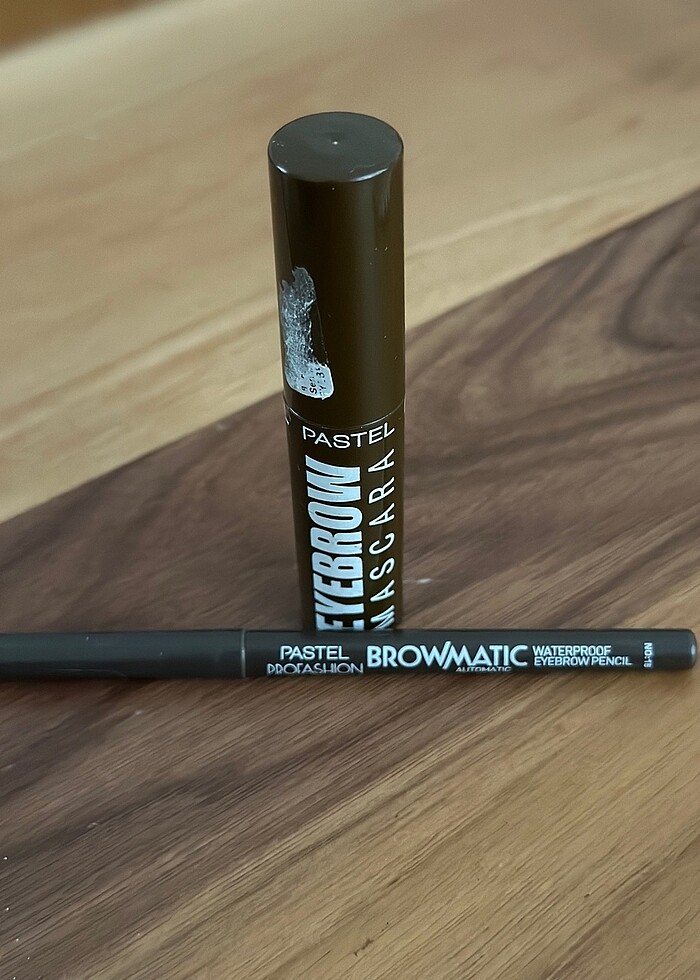 PASTEL
EYEBROW
MASCARA
PASTEL
PROFASHION
BROWMATIC
AUTOMATIC
WATERPROOF
EYEBROW PENCIL